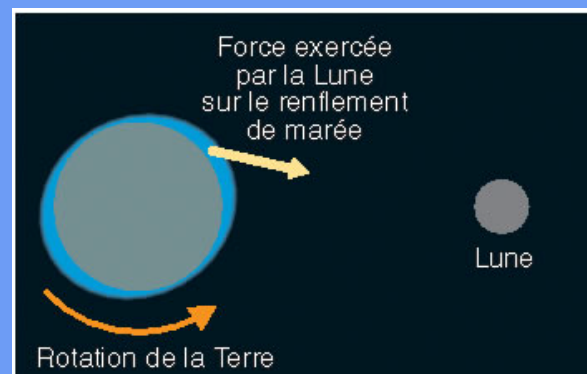 Force exercée
par la Lune
sur le renflement
de marée
Lune
Rotation de la Terre